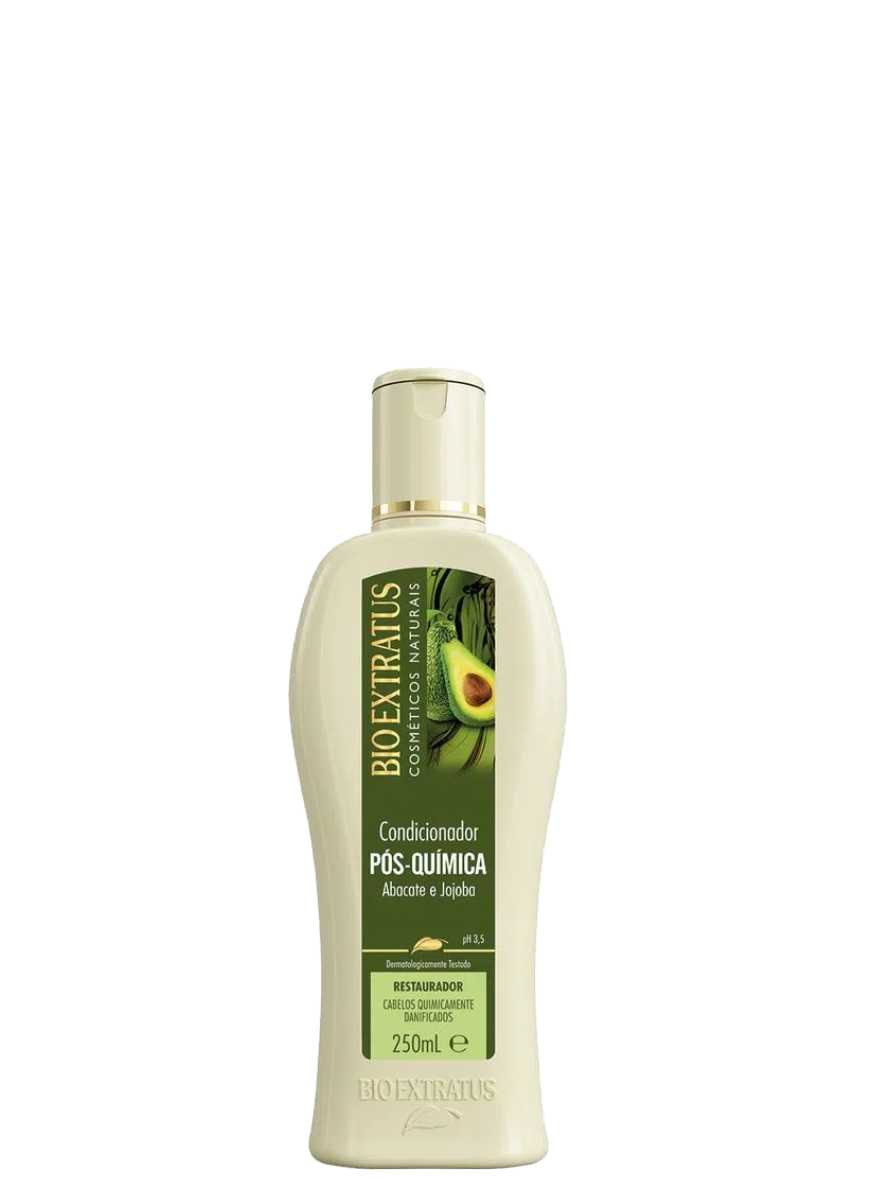 BIO EXTRATUS
COSMÉTICOS NATURAIS
Condicionador
PÓS-QUÍMICA
Abacate e Jojoba
pH 3,5
Dermatologicamente Testado
RESTAURADOR
CABELOS QUIMICAMENTE
DANIFICADOS
250mL ℮
BIO EXTRATUS